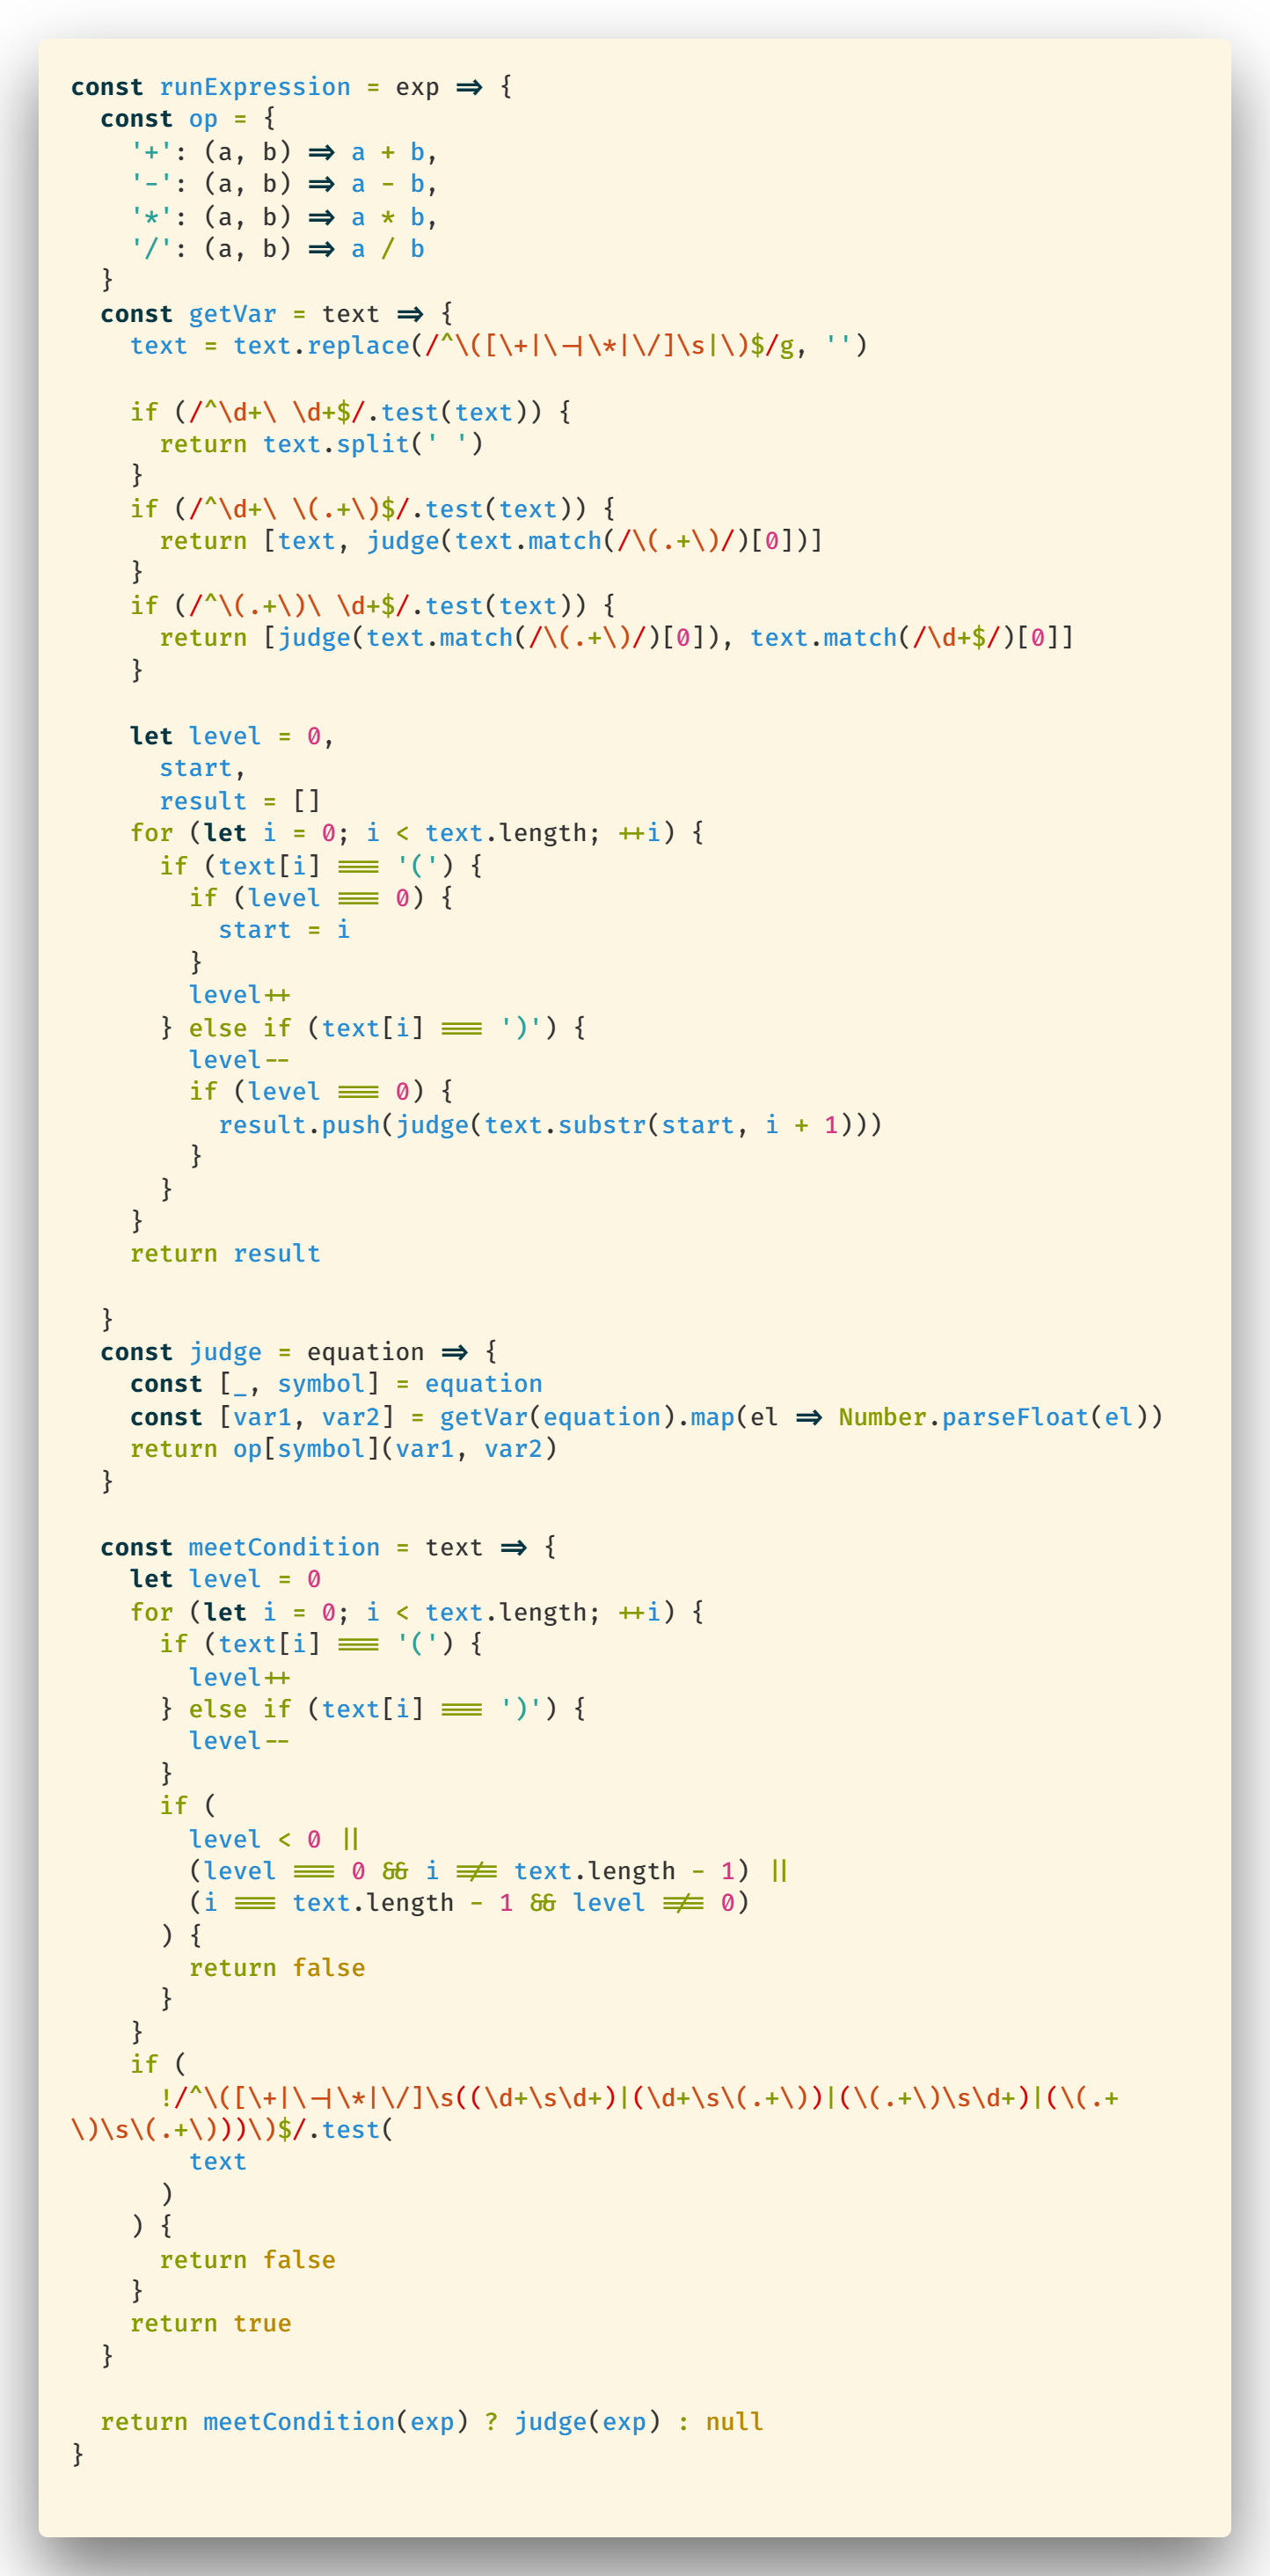 const runExpression = exp => {
  const op = {
    '+': (a, b) => a + b,
    '-': (a, b) => a - b,
    '*': (a, b) => a * b,
    '/': (a, b) => a / b
  }
  const getVar = text => {
    text = text.replace(/^\([\+|\-|\*|\/]\s|\)$/g, '')

    if (/^\d+\ \d+$/.test(text)) {
      return text.split(' ')
    }
    if (/^\d+\ \(.+\)$/.test(text)) {
      return [text, judge(text.match(/\(.+\)/)[0])]
    }
    if (/^\(.+\)\ \d+$/.test(text)) {
      return [judge(text.match(/\(.+\)/)[0]), text.match(/\d+$/)[0]]
    }

    let level = 0,
      start,
      result = []
    for (let i = 0; i < text.length; ++i) {
      if (text[i] === '(') {
        if (level === 0) {
          start = i
        }
        level++
      } else if (text[i] === ')') {
        level--
        if (level === 0) {
          result.push(judge(text.substr(start, i + 1)))
        }
      }
    }
    return result

  }
  const judge = equation => {
    const [_, symbol] = equation
    const [var1, var2] = getVar(equation).map(el => Number.parseFloat(el))
    return op[symbol](var1, var2)
  }

  const meetCondition = text => {
    let level = 0
    for (let i = 0; i < text.length; ++i) {
      if (text[i] === '(') {
        level++
      } else if (text[i] === ')') {
        level--
      }
      if (
        level < 0 ||
        (level === 0 && i !== text.length - 1) ||
        (i === text.length - 1 && level !== 0)
      ) {
        return false
      }
    }
    if (
      !/^\([\+|\-|\*|\/]\s((\d+\s\d+)|(\d+\s\(.+\))|(\(.+\)\s\d+)|(\(.+
\)\s\(.+\)))\)$/.test(
        text
      )
    ) {
      return false
    }
    return true
  }

  return meetCondition(exp) ? judge(exp) : null
}